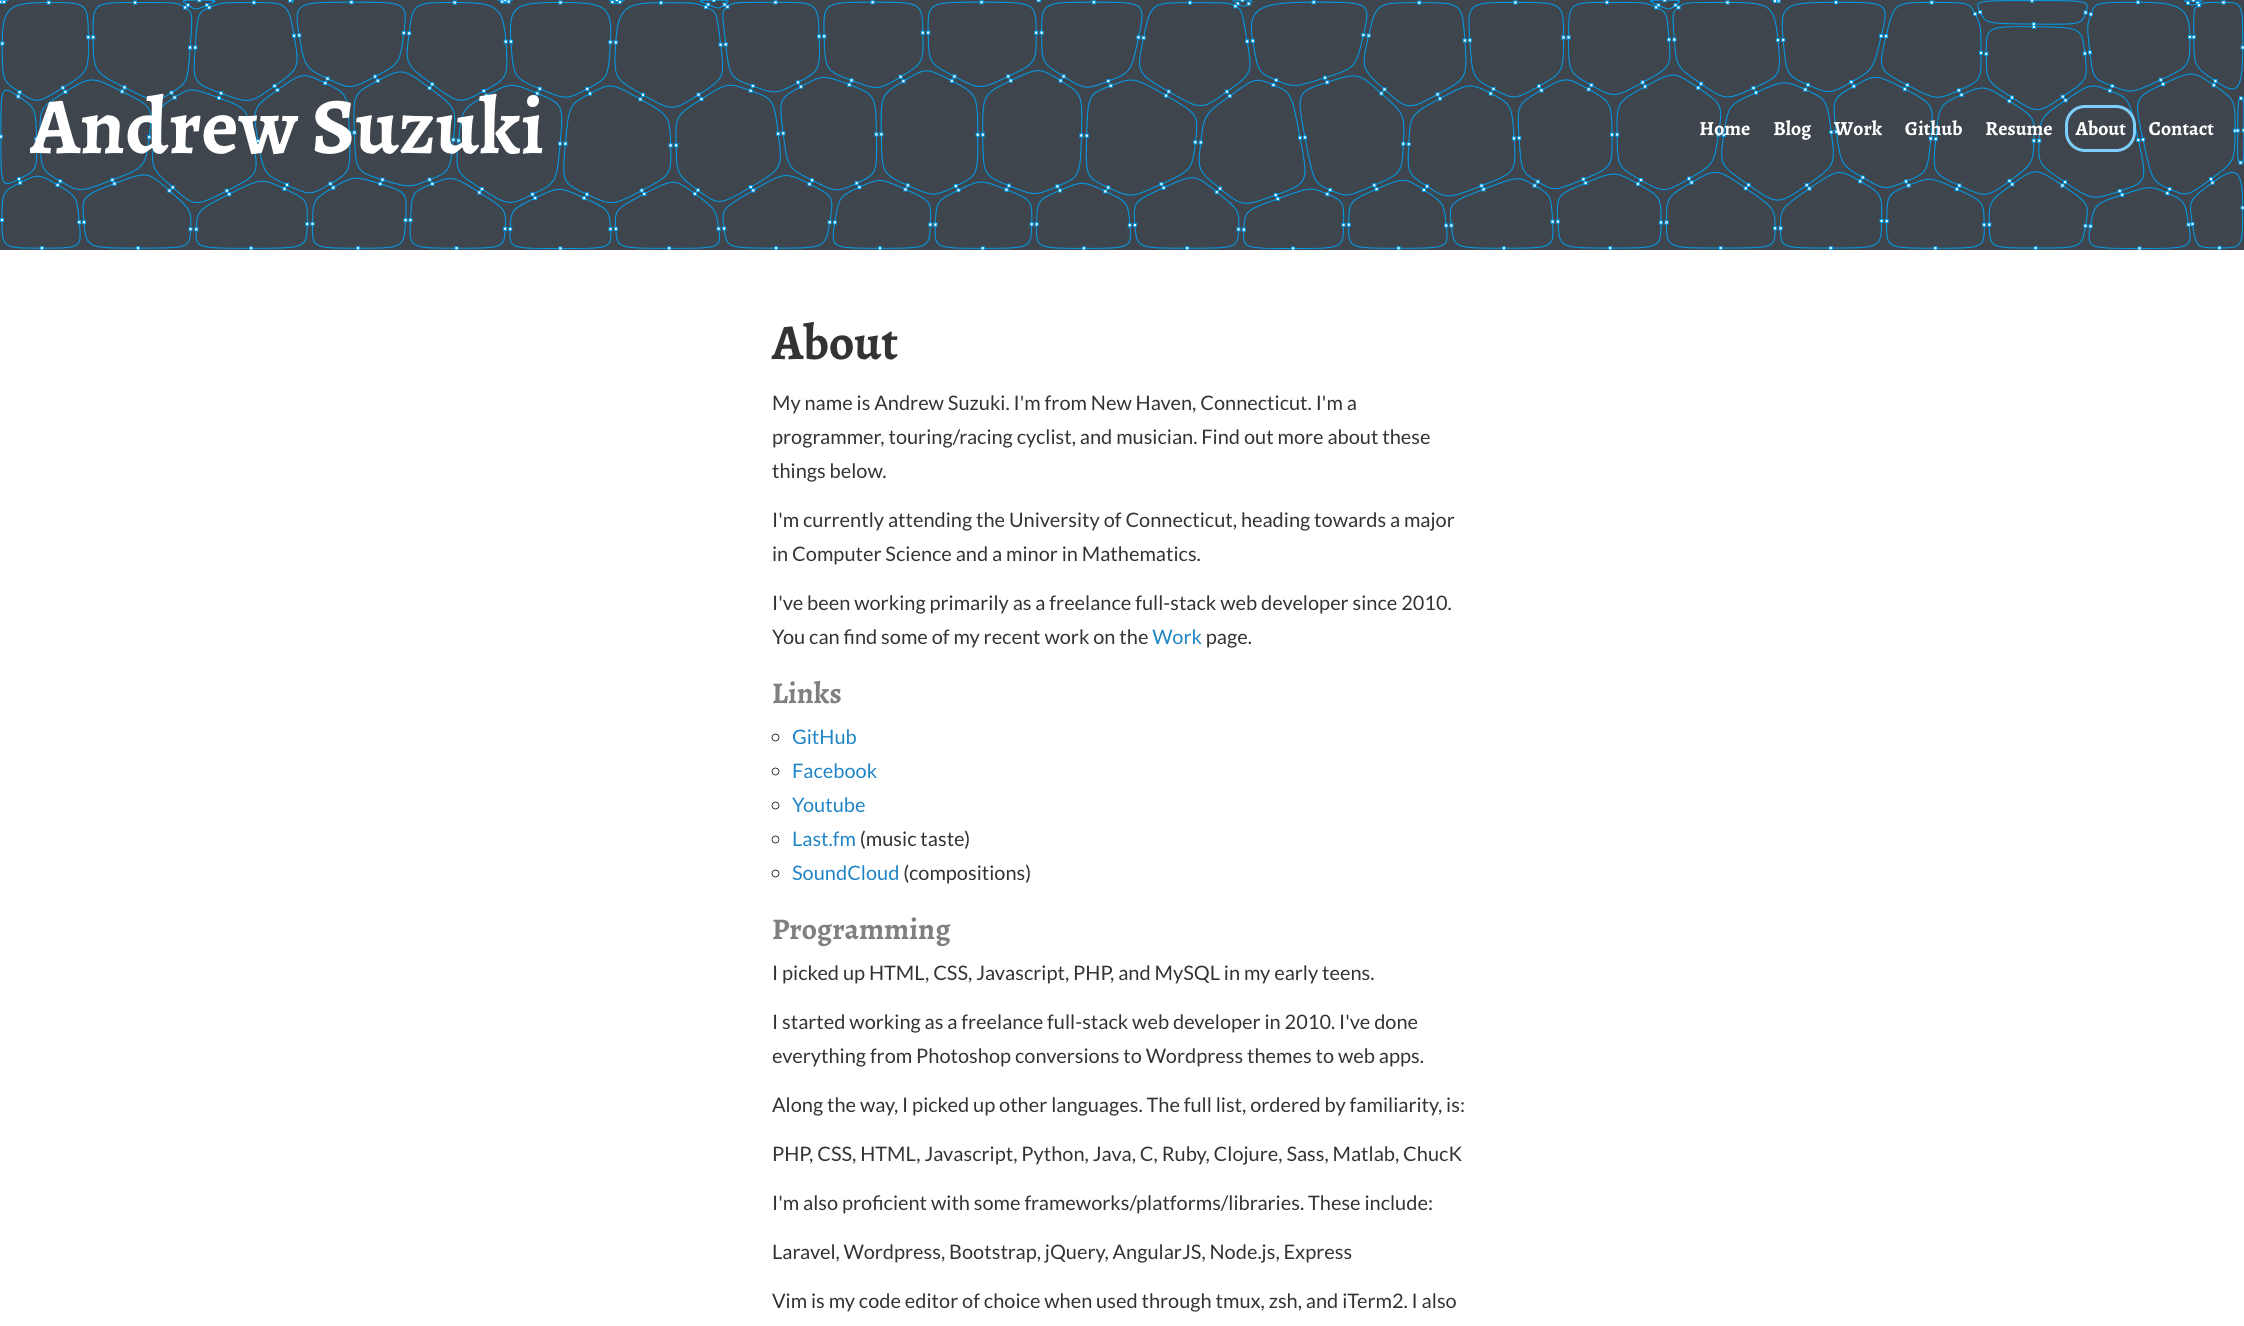 Andrew Suzuki
Home Blog Work Github Resume About Contact
About
My name is Andrew Suzuki. I'm from New Haven, Connecticut. I'm a
programmer, touring/racing cyclist, and musician. Find out more about these
things below.
I'm currently attending the University of Connecticut, heading towards a major
in Computer Science and a minor in Mathematics.
I've been working primarily as a freelance full-stack web developer since 2010.
You can find some of my recent work on the Work page.
Links
GitHub
Facebook
Youtube
Last.fm (music taste)
SoundCloud (compositions)
Programming
I picked up HTML, CSS, Javascript, PHP, and MySQL in my early teens.
I started working as a freelance full-stack web developer in 2010. I've done
everything from Photoshop conversions to Wordpress themes to web apps.
Along the way, I picked up other languages. The full list, ordered by familiarity, is:
PHP, CSS, HTML, Javascript, Python, Java, C, Ruby, Clojure, Sass, Matlab, ChucK
I'm also proficient with some frameworks/platforms/libraries. These include:
Laravel, Wordpress, Bootstrap, jQuery, AngularJS, Node.js, Express
Vim is my code editor of choice when used through tmux, zsh, and iTerm2. I also